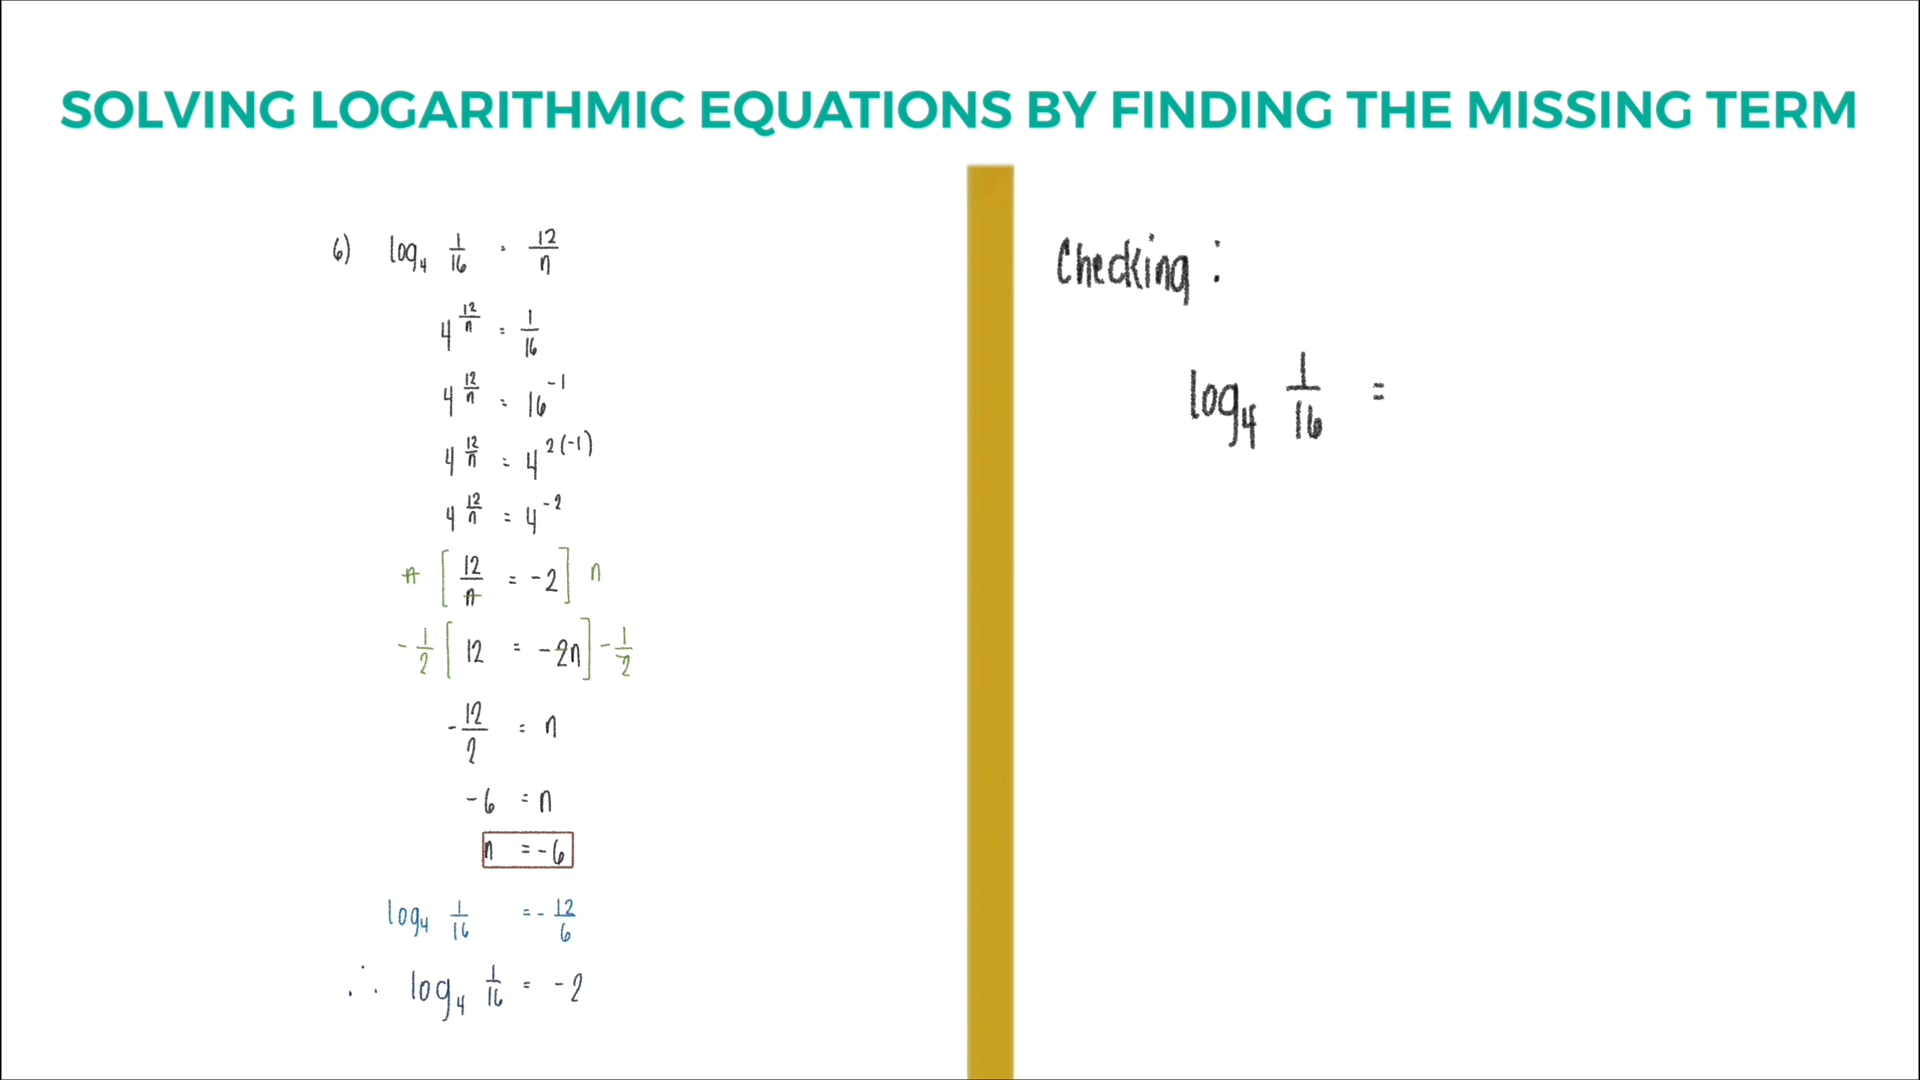 SOLVING LOGARITHMIC EQUATIONS BY FINDING THE MISSING TERM
6) log₄ 1/16 = 12/n
4^(12/n) = 1/16
4^(12/n) = 16^(-1)
4^(12/n) = 4^(2(-1))
4^(12/n) = 4^(-2)
n [12/n = -2] n
-1/2 [12 = -2n] -1/2
-12/2 = n
-6 = n
n = -6
log₄ 1/16 = -12/6
∴ log₄ 1/16 = -2
Checking:
log₄ 1/16 =